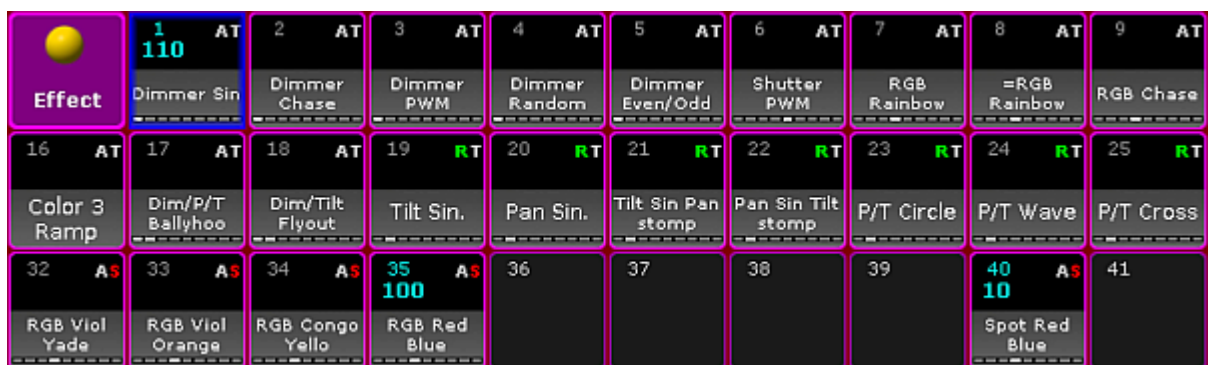 Effect
1 AT
110
Dimmer Sin
2 AT
Dimmer
Chase
3 AT
Dimmer
PWM
4 AT
Dimmer
Random
5 AT
Dimmer
Even/Odd
6 AT
Shutter
PWM
7 AT
RGB
Rainbow
8 AT
=RGB
Rainbow
9 AT
RGB Chase
16 AT
Color 3
Ramp
17 AT
Dim/P/T
Ballyhoo
18 AT
Dim/Tilt
Flyout
19 RT
Tilt Sin.
20 RT
Pan Sin.
21 RT
Tilt Sin Pan
stomp
22 RT
Pan Sin Tilt
stomp
23 RT
P/T Circle
24 RT
P/T Wave
25 RT
P/T Cross
32 AS
RGB Viol
Yade
33 AS
RGB Viol
Orange
34 AS
RGB Congo
Yello
35 AS
100
RGB Red
Blue
36
37
38
39
40 AS
10
Spot Red
Blue
41